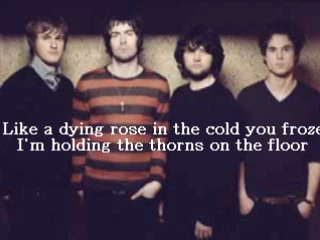 Like a dying rose in the cold you froze
I'm holding the thorns on the floor